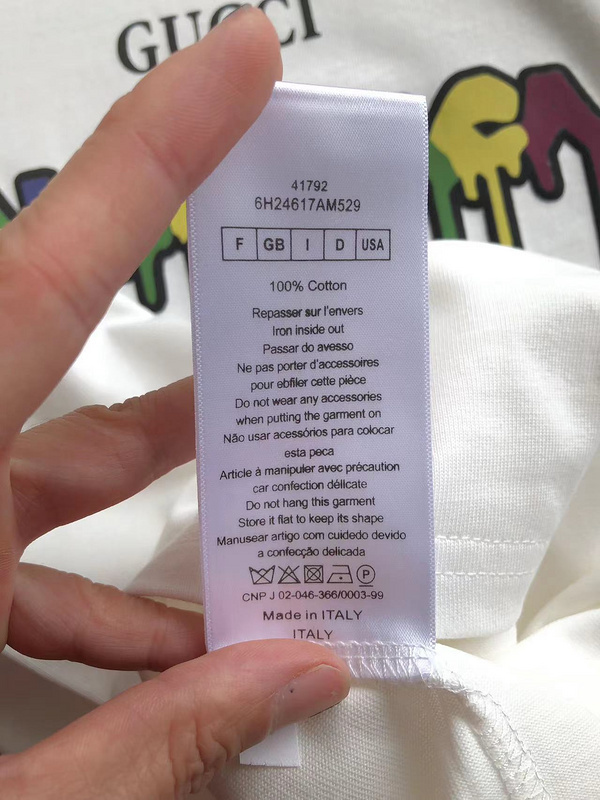 GUCCI
41792
6H24617AM529
F GB I D USA
100% Cotton
Repasser sur l'envers
Iron inside out
Passar do avesso
Ne pas porter d'accessoires
pour ebfiler cette pièce
Do not wear any accessories
when putting the garment on
Não usar acessórios para colocar
esta peca
Article à manipuler avec précaution
car confection délicate
Do not hang this garment
Store it flat to keep its shape
Manusear artigo com cuidedo devido
a confecção delicada
P
CNP J 02-046-366/0003-99
Made in ITALY
ITALY